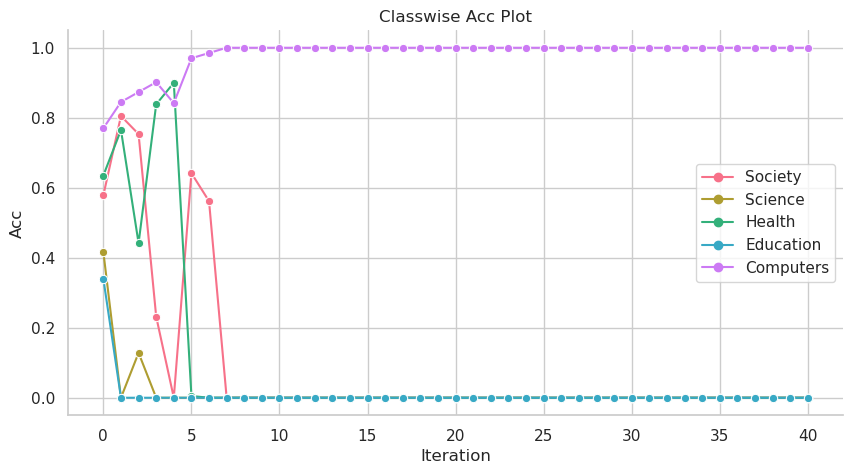 Classwise Acc Plot
Acc
1.0
0.8
0.6
0.4
0.2
0.0
Society
Science
Health
Education
Computers
0 5 10 15 20 25 30 35 40
Iteration